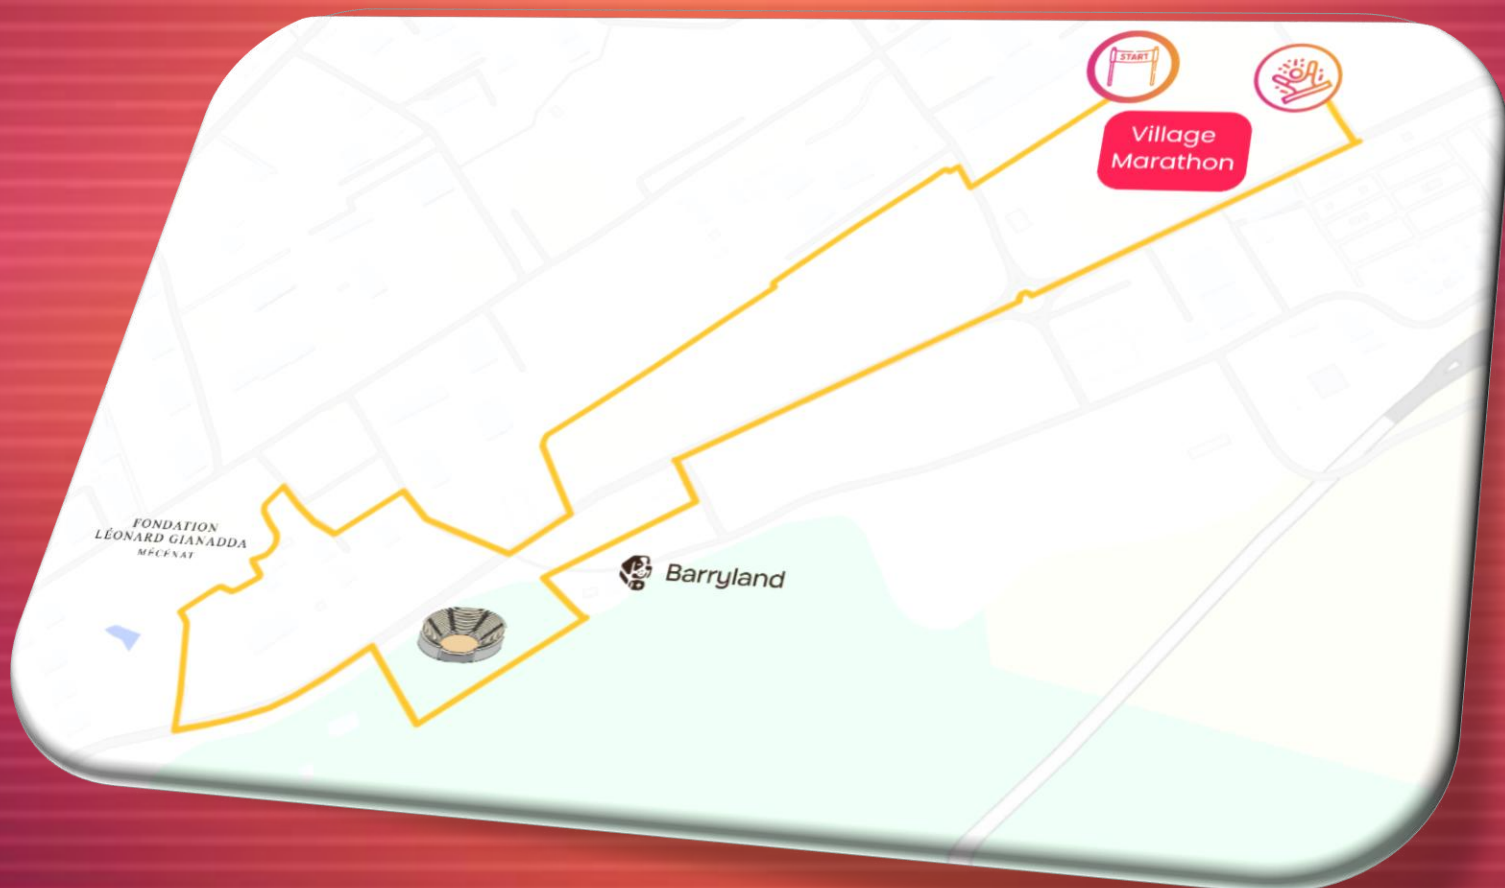 START
Village
Marathon
FONDATION
LÉONARD GIANADDA
MÉCÉNAT
Barryland